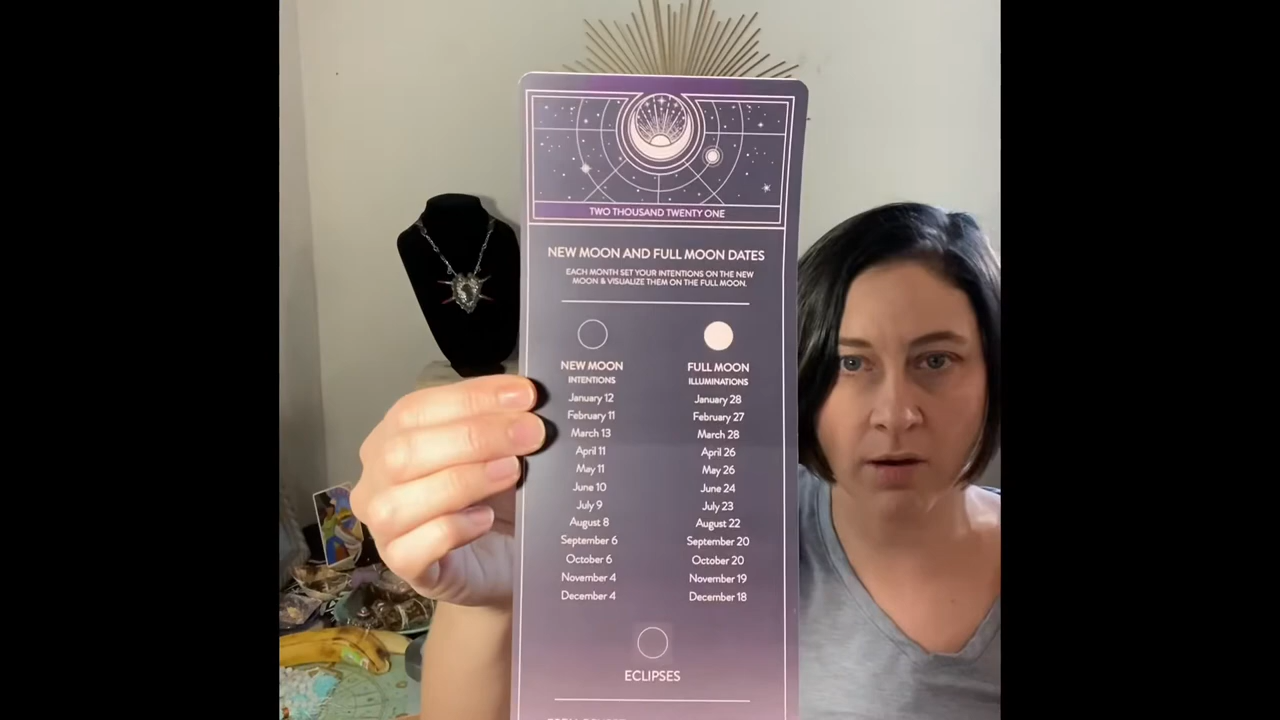 TWO THOUSAND TWENTY ONE
NEW MOON AND FULL MOON DATES
EACH MONTH SET YOUR INTENTIONS ON THE NEW
MOON & VISUALIZE THEM ON THE FULL MOON.
NEW MOON
INTENTIONS
January 12
February 11
March 13
April 11
May 11
June 10
July 9
August 8
September 6
October 6
November 4
December 4
FULL MOON
ILLUMINATIONS
January 28
February 27
March 28
April 26
May 26
June 24
July 23
August 22
September 20
October 20
November 19
December 18
ECLIPSES